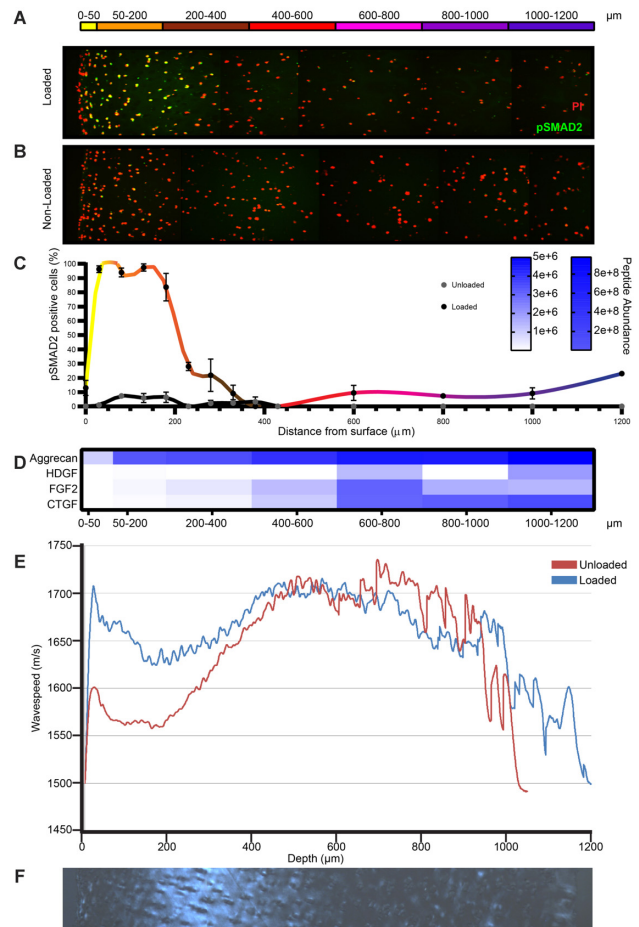 A
0-50 50-200 200-400 400-600 600-800 800-1000 1000-1200 µm
Loaded
PI
pSMAD2
B
Non-Loaded
C
pSMAD2 positive cells (%)
100
90
80
70
60
50
40
30
20
10
0
0 200 400 600 800 1000 1200
Distance from surface (µm)
Unloaded
Loaded
5e+6
4e+6
3e+6
2e+6
1e+6
8e+8
6e+8
4e+8
2e+8
Peptide Abundance
D
Aggrecan
HDGF
FGF2
CTGF
0-50 50-200 200-400 400-600 600-800 800-1000 1000-1200 µm
E
Wavespeed (m/s)
1750
1700
1650
1600
1550
1500
1450
0 200 400 600 800 1000 1200
Depth (µm)
Unloaded
Loaded
F